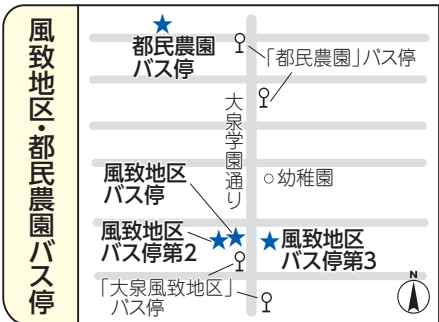 風致地区・都民農園バス停
都民農園
バス停
「都民農園」バス停
大泉学園通り
風致地区
バス停
幼稚園
風致地区
バス停第2
風致地区
バス停第3
「大泉風致地区」
バス停
N